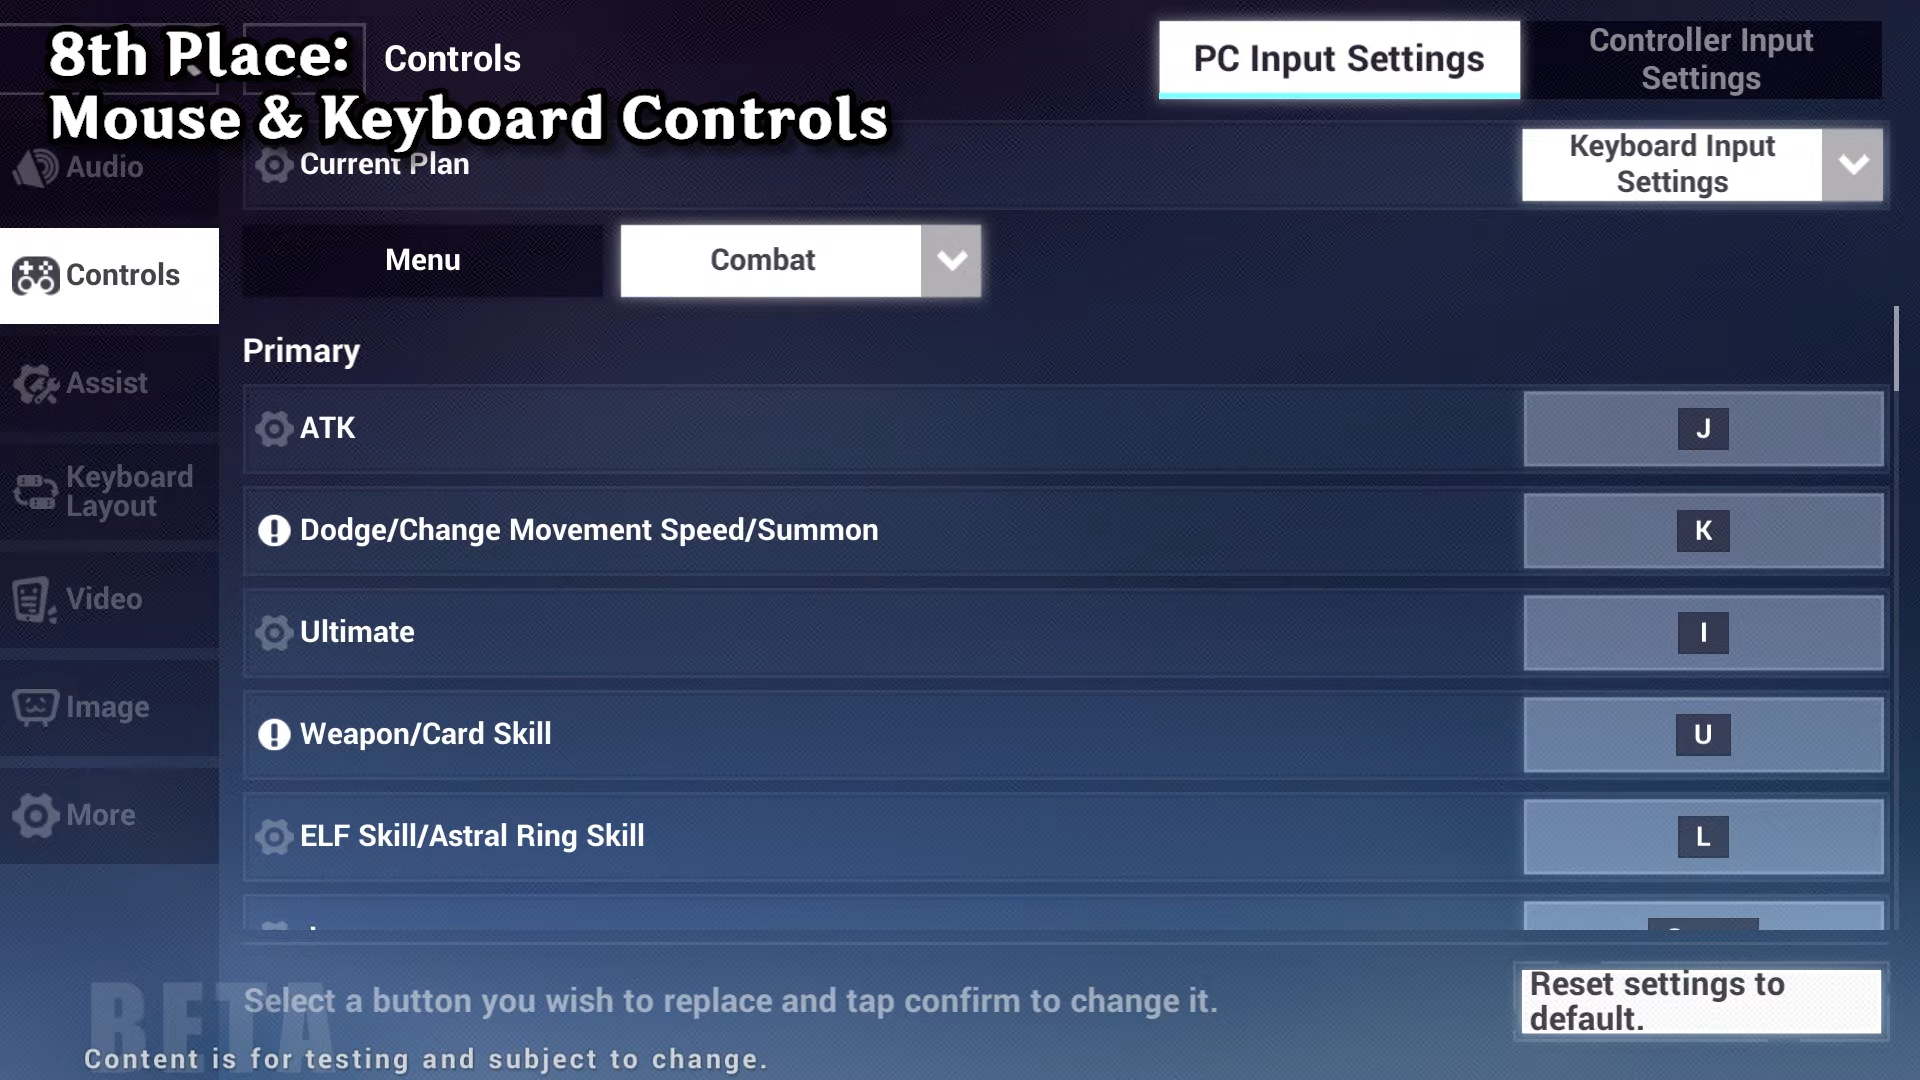 8th Place:
Mouse & Keyboard Controls
Controls
PC Input Settings
Controller Input
Settings
Audio
Current Plan
Keyboard Input
Settings
Controls
Menu
Combat
Primary
Assist
ATK
J
Keyboard
Layout
Dodge/Change Movement Speed/Summon
K
Video
Ultimate
I
Image
Weapon/Card Skill
U
More
ELF Skill/Astral Ring Skill
L
Select a button you wish to replace and tap confirm to change it.
Reset settings to
default.
BETA
Content is for testing and subject to change.